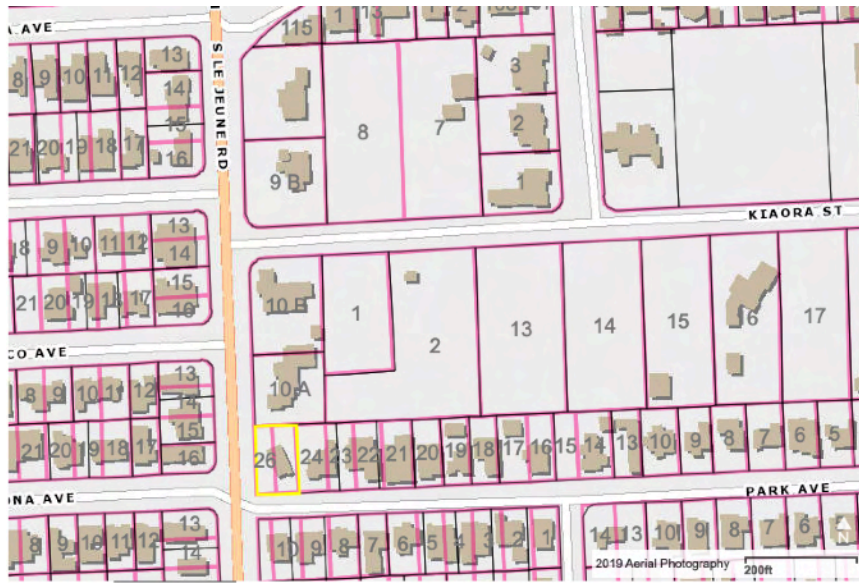 A AVE
S LE JEUNE RD
115 1 13 1
8 9 10 11 12 13
14
15
21 20 19 18 17 16
8 7 3
2
9 B 1
KIAORA ST
8 9 10 11 12 13
14
15
21 20 19 18 17 16
10 B 1 2 13 14 15 16 17
CO AVE
10 A
8 9 10 11 12 13
14
15
21 20 19 18 17 16
26 24 23 22 21 20 19 18 17 16 15 14 13 10 9 8 7 6 5
ONA AVE
PARK AVE
8 9 10 11 12 13
14
10 9 8 7 6 5 4 3 2 1 14 13 10 9 8 7 6
N
2019 Aerial Photography 200ft